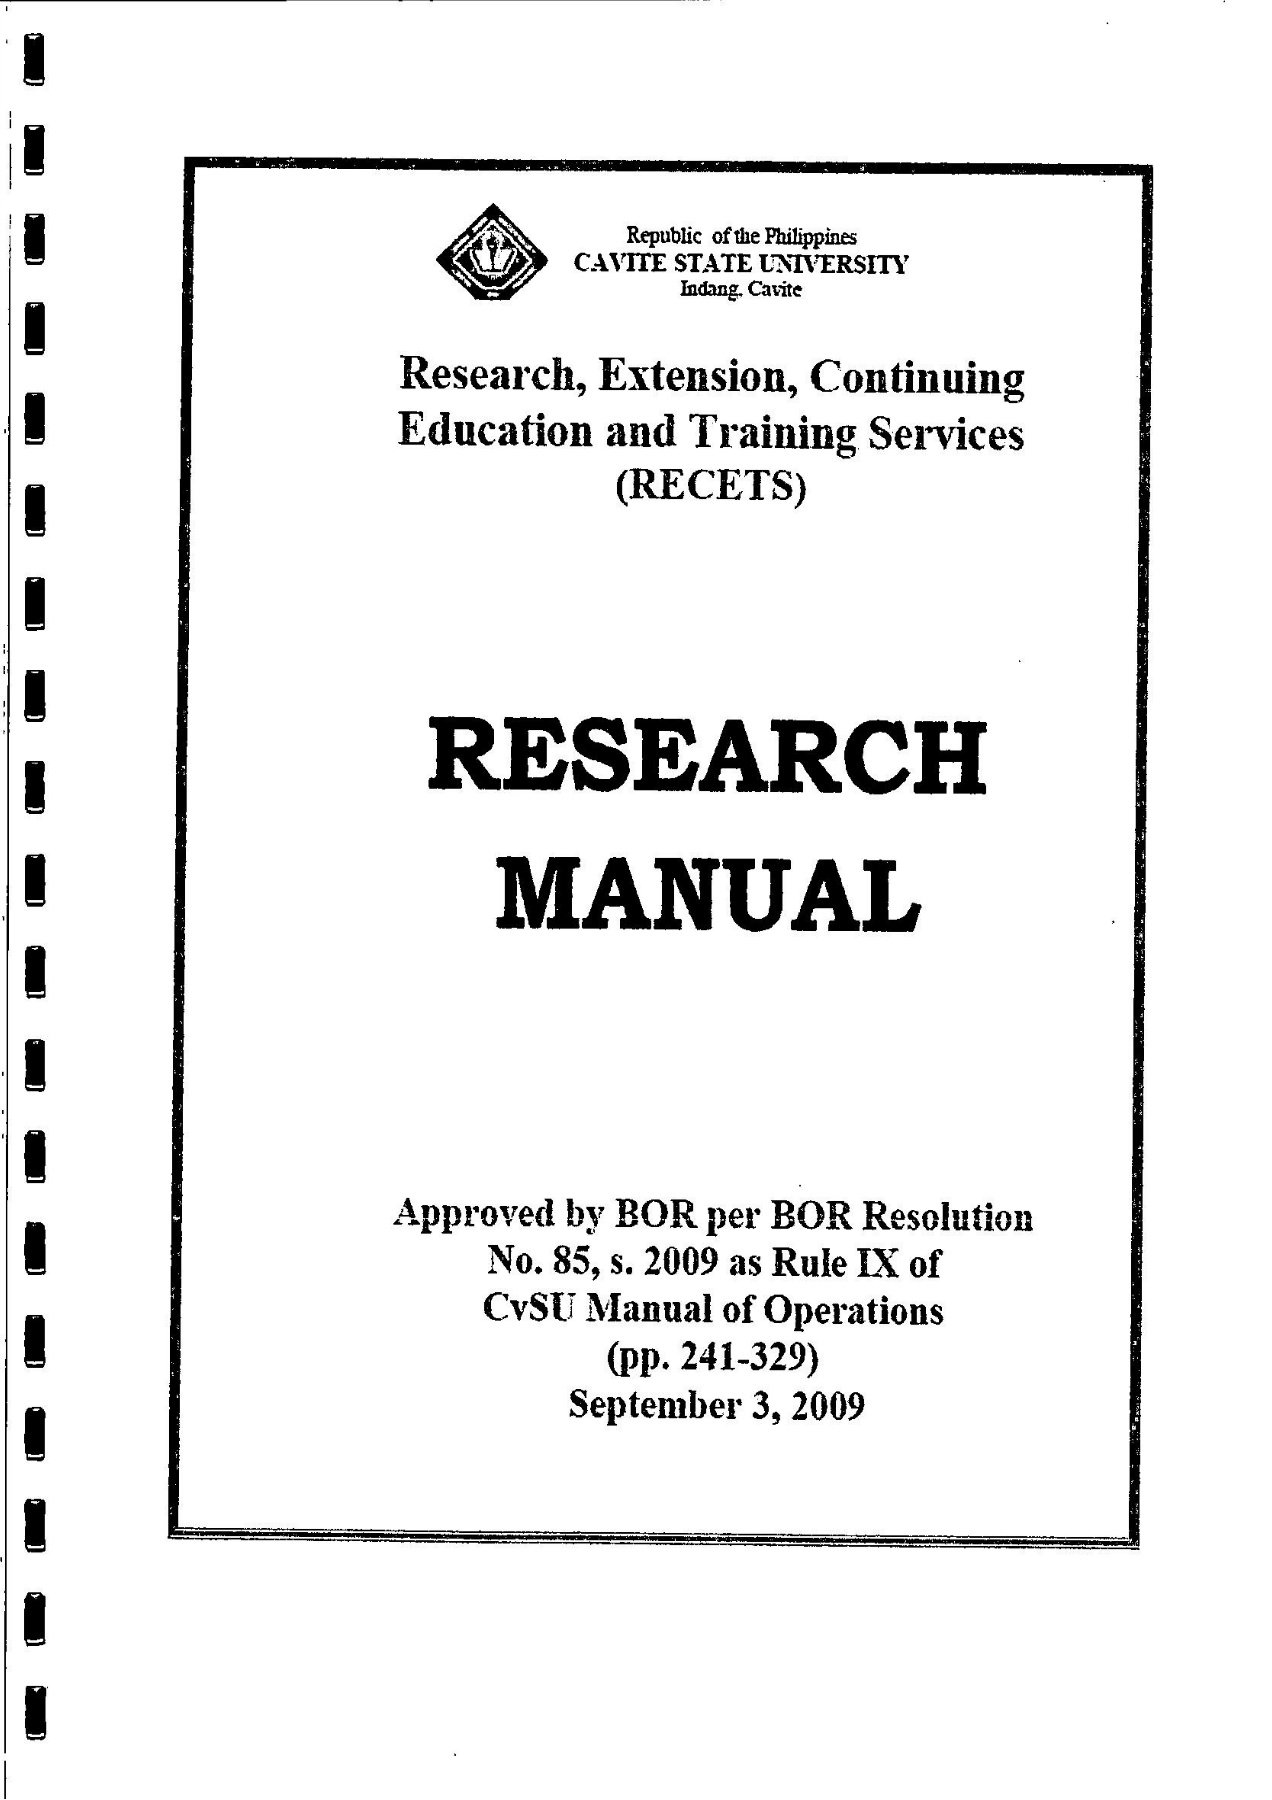 Republic of the Philippines
CAVITE STATE UNIVERSITY
Indang, Cavite
Research, Extension, Continuing
Education and Training Services
(RECETS)
RESEARCH
MANUAL
Approved by BOR per BOR Resolution
No. 85, s. 2009 as Rule IX of
CvSU Manual of Operations
(pp. 241-329)
September 3, 2009